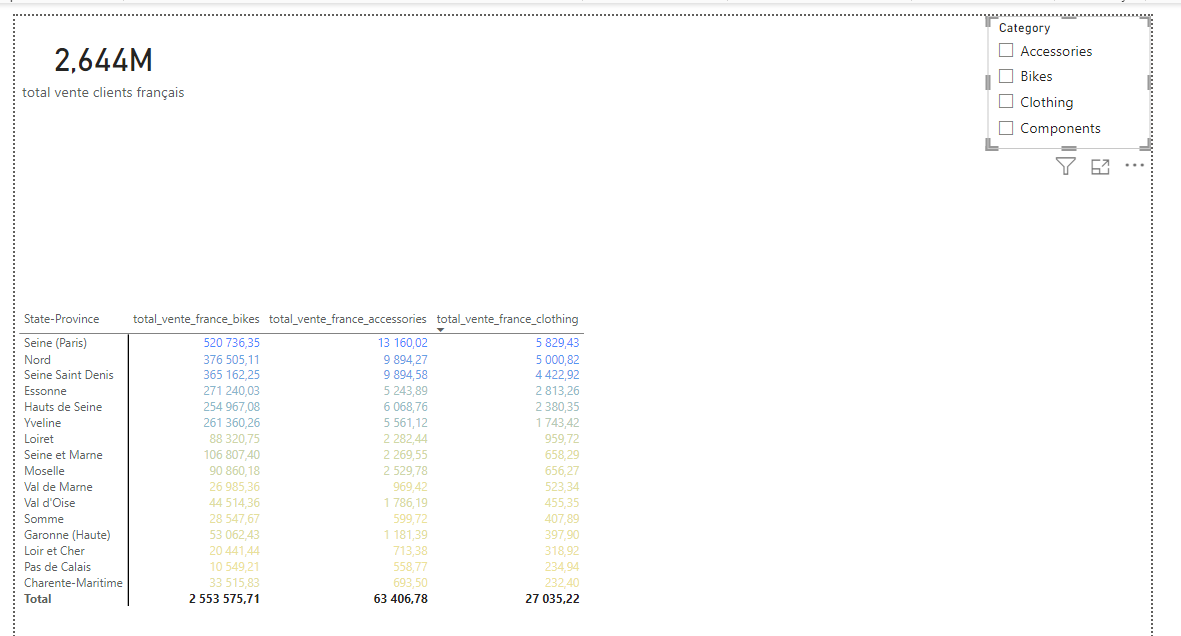 2,644M
total vente clients français
Category
Accessories
Bikes
Clothing
Components
State-Province total_vente_france_bikes total_vente_france_accessories total_vente_france_clothing
Seine (Paris) 520 736,35 13 160,02 5 829,43
Nord 376 505,11 9 894,27 5 000,82
Seine Saint Denis 365 162,25 9 894,58 4 422,92
Essonne 271 240,03 5 243,89 2 813,26
Hauts de Seine 254 967,08 6 068,76 2 380,35
Yveline 261 360,26 5 561,12 1 743,42
Loiret 88 320,75 2 282,44 959,72
Seine et Marne 106 807,40 2 269,55 658,29
Moselle 90 860,18 2 529,78 656,27
Val de Marne 26 985,36 969,42 523,34
Val d'Oise 44 514,36 1 786,19 455,35
Somme 28 547,67 599,72 407,89
Garonne (Haute) 53 062,43 1 181,39 397,90
Loir et Cher 20 441,44 713,38 318,92
Pas de Calais 10 549,21 558,77 234,94
Charente-Maritime 33 515,83 693,50 232,40
Total 2 553 575,71 63 406,78 27 035,22